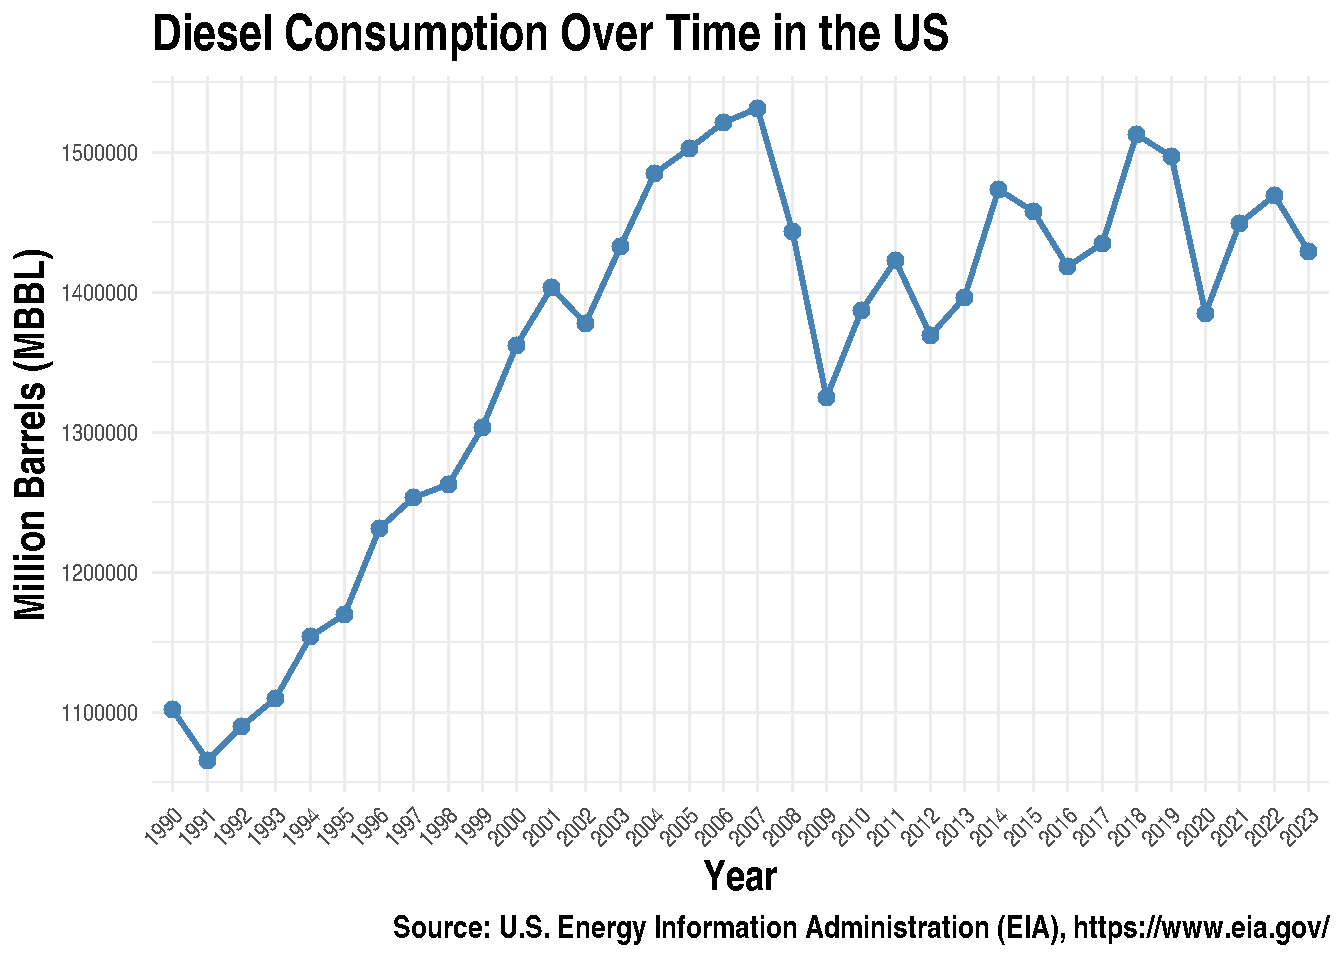 Diesel Consumption Over Time in the US
Million Barrels (MBBL)
1500000
1400000
1300000
1200000
1100000
1990 1991 1992 1993 1994 1995 1996 1997 1998 1999 2000 2001 2002 2003 2004 2005 2006 2007 2008 2009 2010 2011 2012 2013 2014 2015 2016 2017 2018 2019 2020 2021 2022 2023
Year
Source: U.S. Energy Information Administration (EIA), https://www.eia.gov/